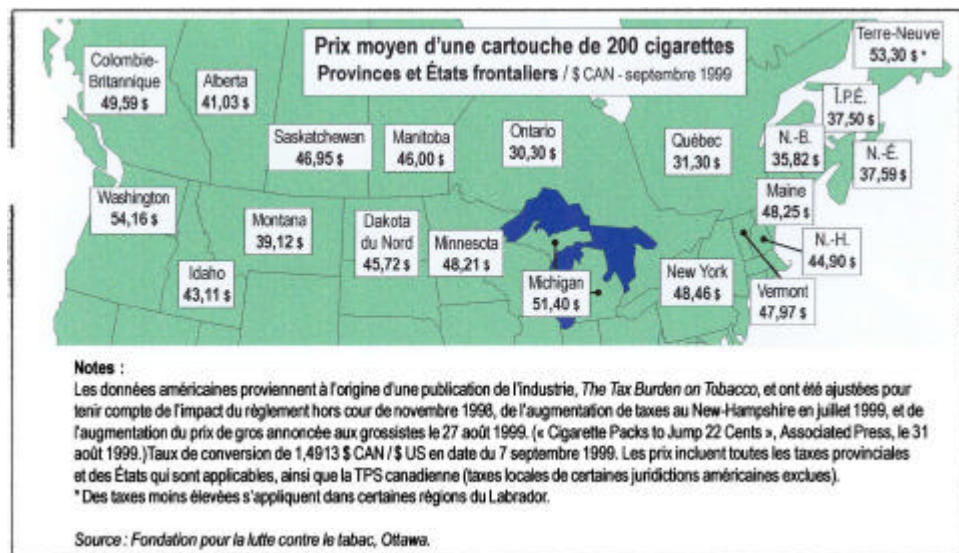 Prix moyen d'une cartouche de 200 cigarettes
Provinces et États frontaliers / $ CAN - septembre 1999
Terre-Neuve
53,30 $ *
Colombie-
Britannique
49,59 $
Alberta
41,03 $
Saskatchewan
46,95 $
Manitoba
46,00 $
Ontario
30,30 $
Québec
31,30 $
Î.P.É.
37,50 $
N.-B.
35,82 $
N.-É.
37,59 $
Washington
54,16 $
Idaho
43,11 $
Montana
39,12 $
Dakota
du Nord
45,72 $
Minnesota
48,21 $
Michigan
51,40 $
New York
48,46 $
Maine
48,25 $
N.-H.
44,90 $
Vermont
47,97 $
Notes :
Les données américaines proviennent à l'origine d'une publication de l'industrie, The Tax Burden on Tobacco, et ont été ajustées pour
tenir compte de l'impact du règlement hors cour de novembre 1998, de l'augmentation de taxes au New-Hampshire en juillet 1999, et de
l'augmentation du prix de gros annoncée aux grossistes le 27 août 1999. (« Cigarette Packs to Jump 22 Cents », Associated Press, le 31
août 1999.)Taux de conversion de 1,4913 $ CAN / $ US en date du 7 septembre 1999. Les prix incluent toutes les taxes provinciales
et des États qui sont applicables, ainsi que la TPS canadienne (taxes locales de certaines juridictions américaines exclues).
* Des taxes moins élevées s'appliquent dans certaines régions du Labrador.
Source : Fondation pour la lutte contre le tabac, Ottawa.